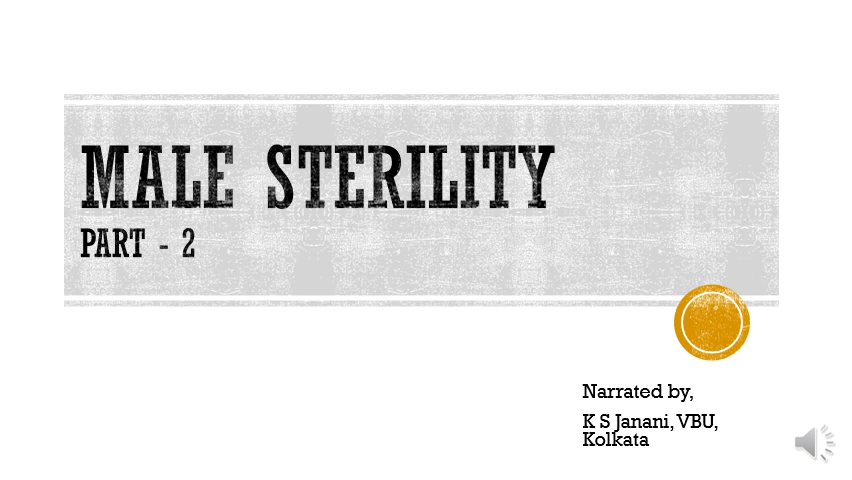 MALE STERILITY
PART - 2
Narrated by,
K S Janani, VBU,
Kolkata